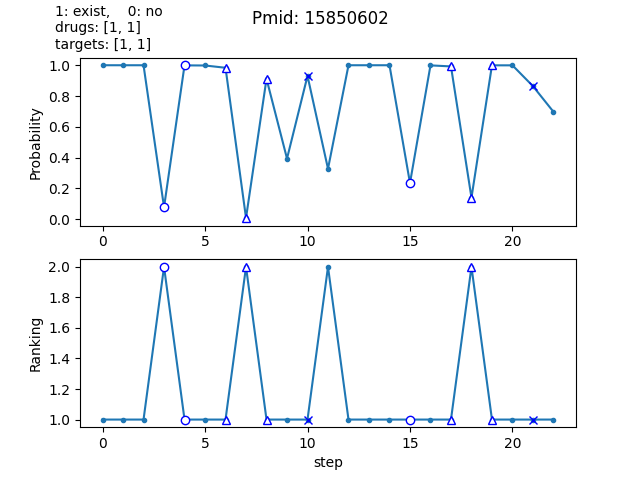 1: exist,    0: no
drugs: [1, 1]
targets: [1, 1]
Pmid: 15850602
Probability
1.0
0.8
0.6
0.4
0.2
0.0
0 5 10 15 20
Ranking
2.0
1.8
1.6
1.4
1.2
1.0
0 5 10 15 20
step